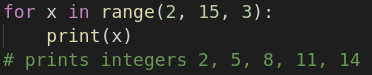 for x in range(2, 15, 3):
    print(x)
# prints integers 2, 5, 8, 11, 14